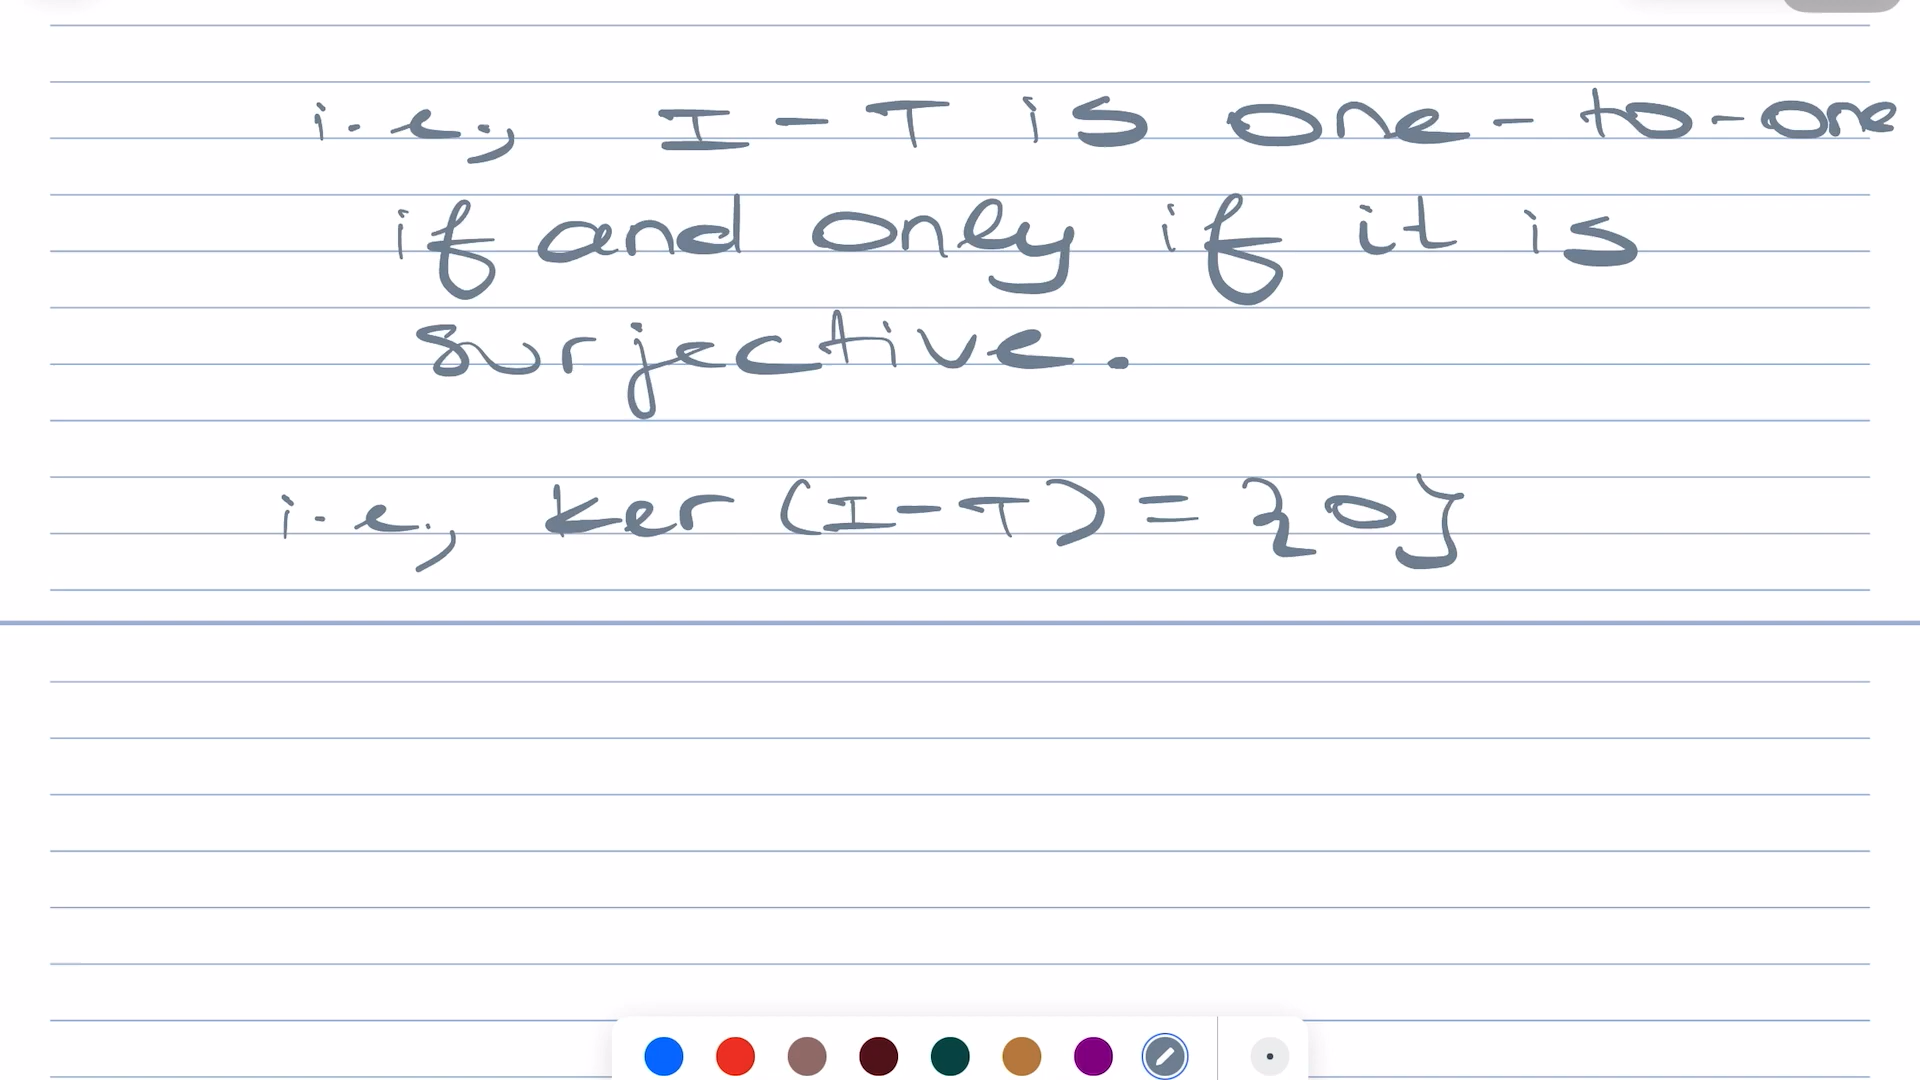 i.e., I - T is one-to-one
if and only if it is
surjective.
i.e., ker (I-T) = {0}